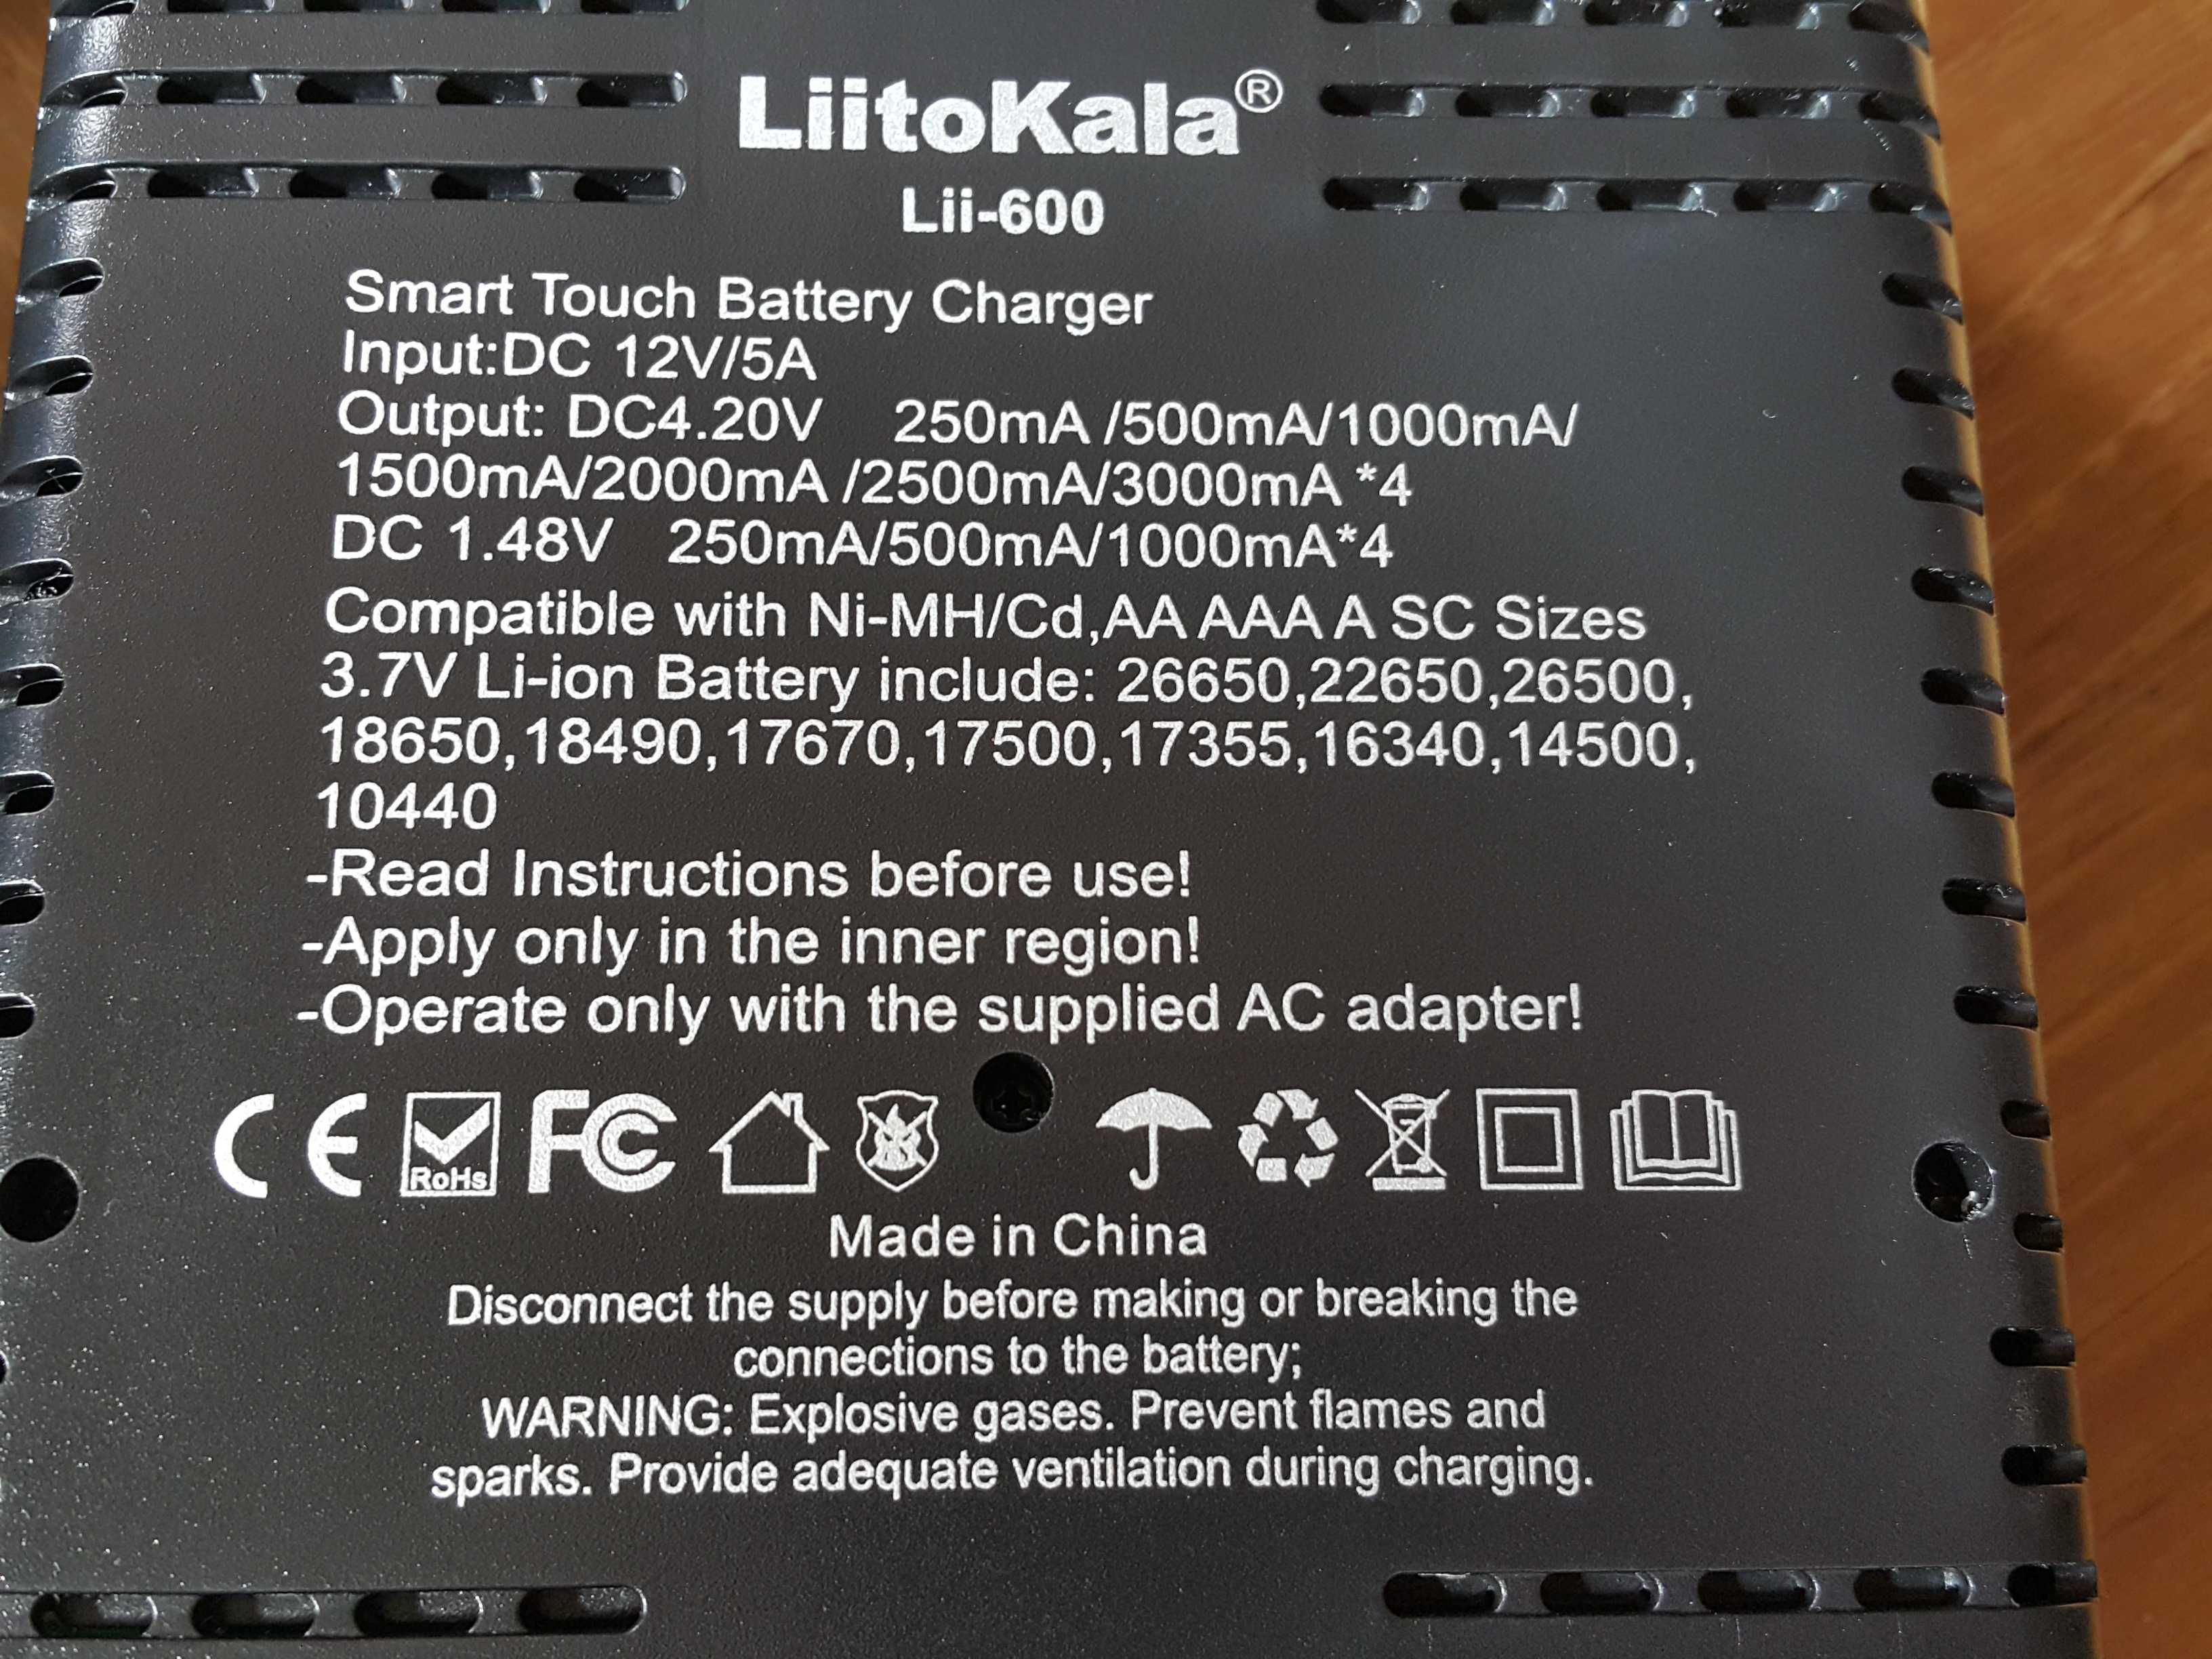 LiitoKala®
Lii-600
Smart Touch Battery Charger
Input:DC 12V/5A
Output: DC4.20V 250mA /500mA/1000mA/
1500mA/2000mA /2500mA/3000mA *4
DC 1.48V 250mA/500mA/1000mA*4
Compatible with Ni-MH/Cd,AA AAA A SC Sizes
3.7V Li-ion Battery include: 26650,22650,26500,
18650,18490,17670,17500,17355,16340,14500,
10440
-Read Instructions before use!
-Apply only in the inner region!
-Operate only with the supplied AC adapter!
CE RoHs FC
Made in China
Disconnect the supply before making or breaking the
connections to the battery;
WARNING: Explosive gases. Prevent flames and
sparks. Provide adequate ventilation during charging.